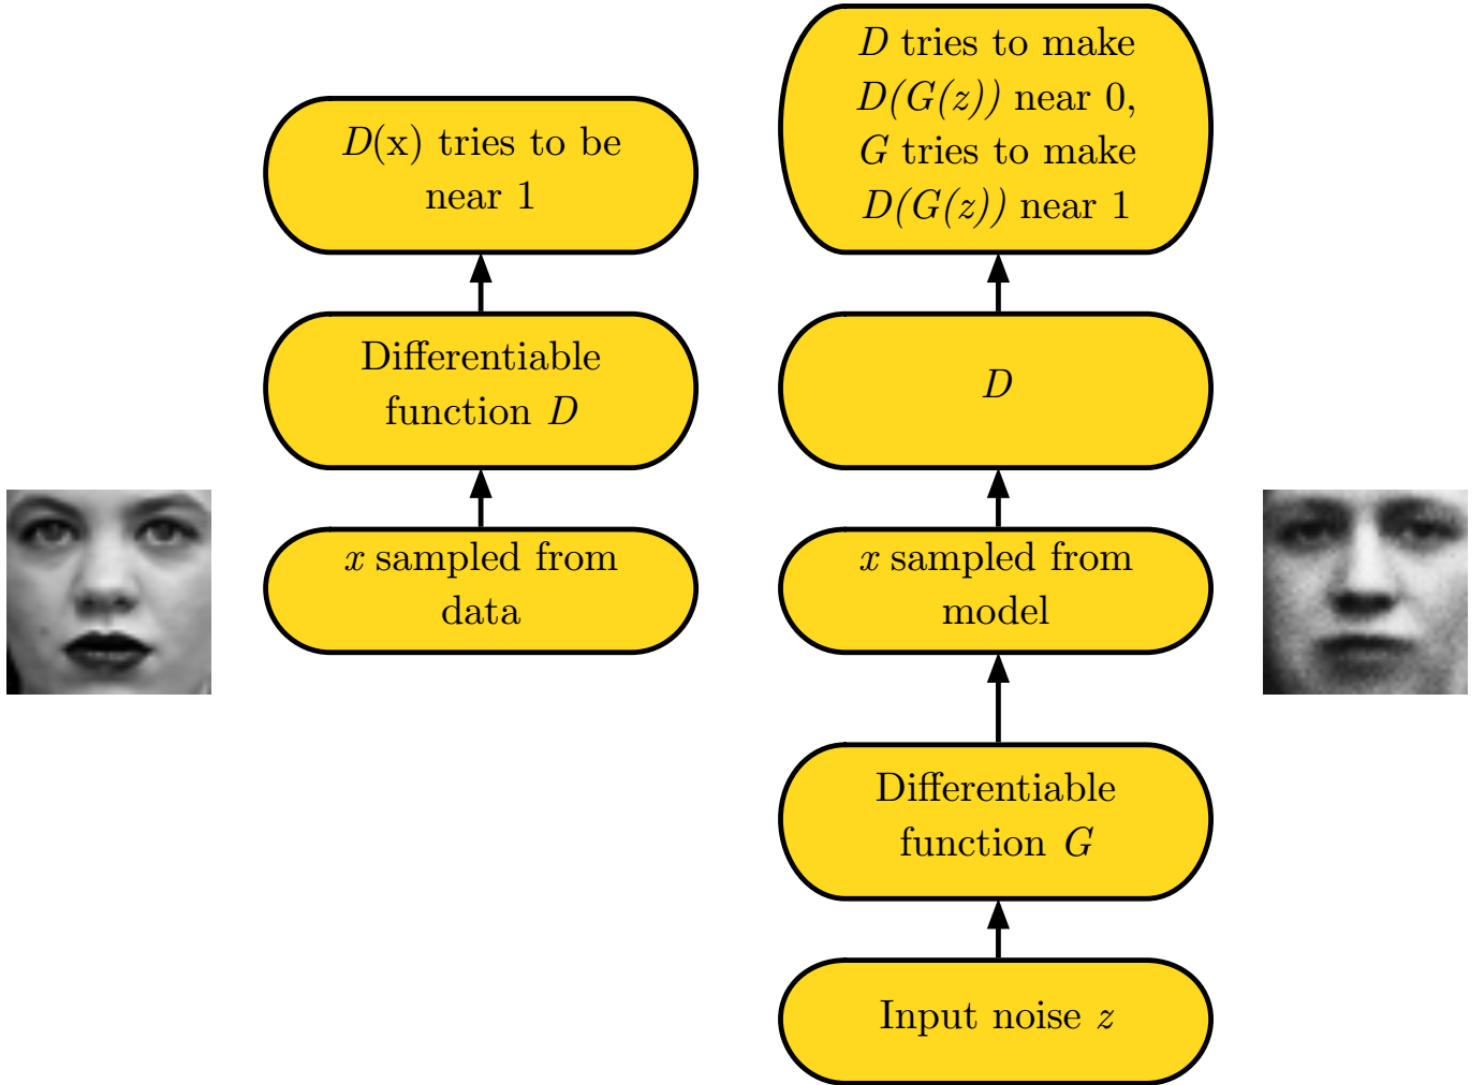 D(x) tries to be
near 1
Differentiable
function D
x sampled from
data
D tries to make
D(G(z)) near 0,
G tries to make
D(G(z)) near 1
D
x sampled from
model
Differentiable
function G
Input noise z